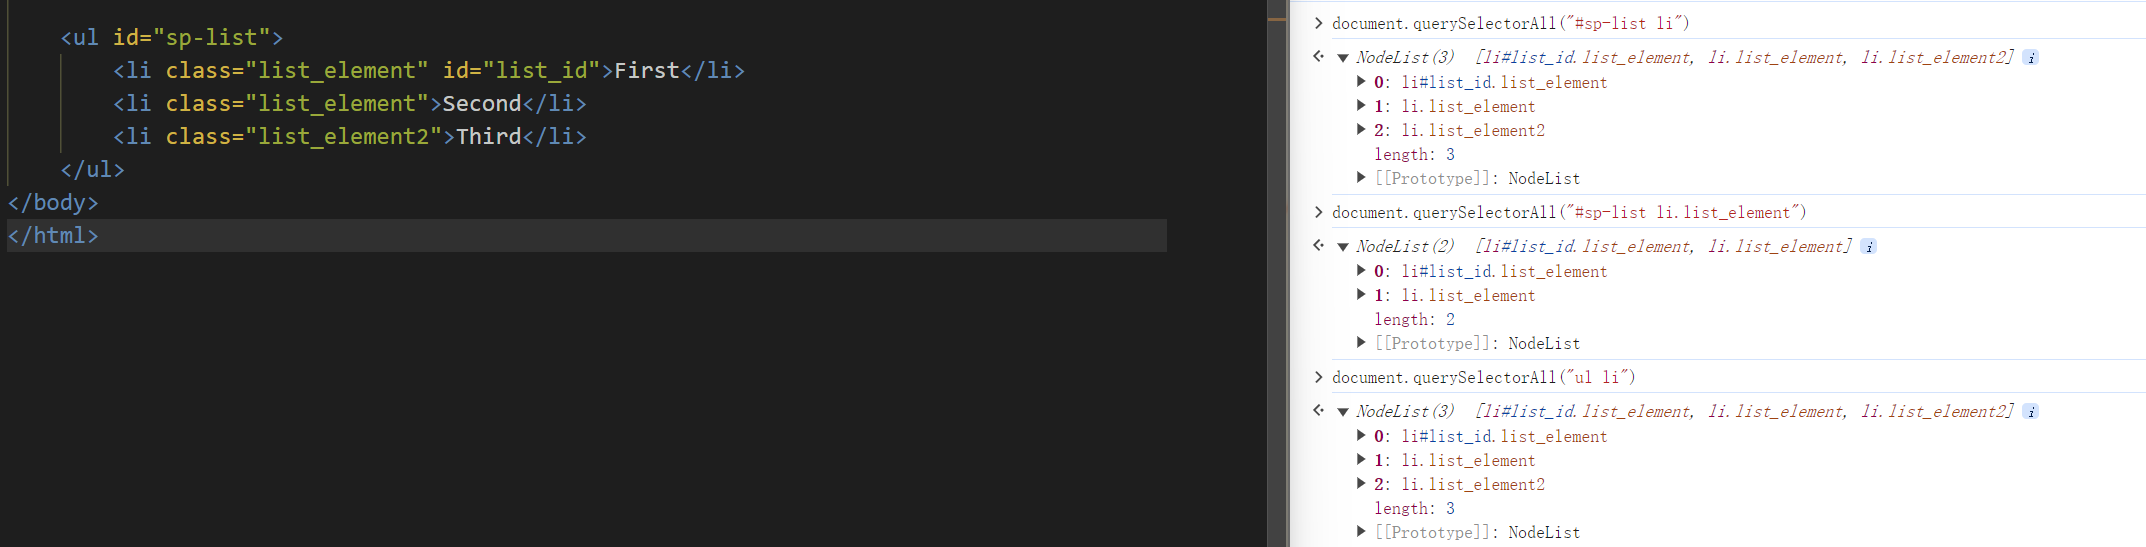 <ul id="sp-list">
<li class="list_element" id="list_id">First</li>
<li class="list_element">Second</li>
<li class="list_element2">Third</li>
</ul>
</body>
</html>
document.querySelectorAll("#sp-list li")
NodeList(3) [li#list_id.list_element, li.list_element, li.list_element2] i
0: li#list_id.list_element
1: li.list_element
2: li.list_element2
length: 3
[[Prototype]]: NodeList
document.querySelectorAll("#sp-list li.list_element")
NodeList(2) [li#list_id.list_element, li.list_element] i
0: li#list_id.list_element
1: li.list_element
length: 2
[[Prototype]]: NodeList
document.querySelectorAll("ul li")
NodeList(3) [li#list_id.list_element, li.list_element, li.list_element2] i
0: li#list_id.list_element
1: li.list_element
2: li.list_element2
length: 3
[[Prototype]]: NodeList